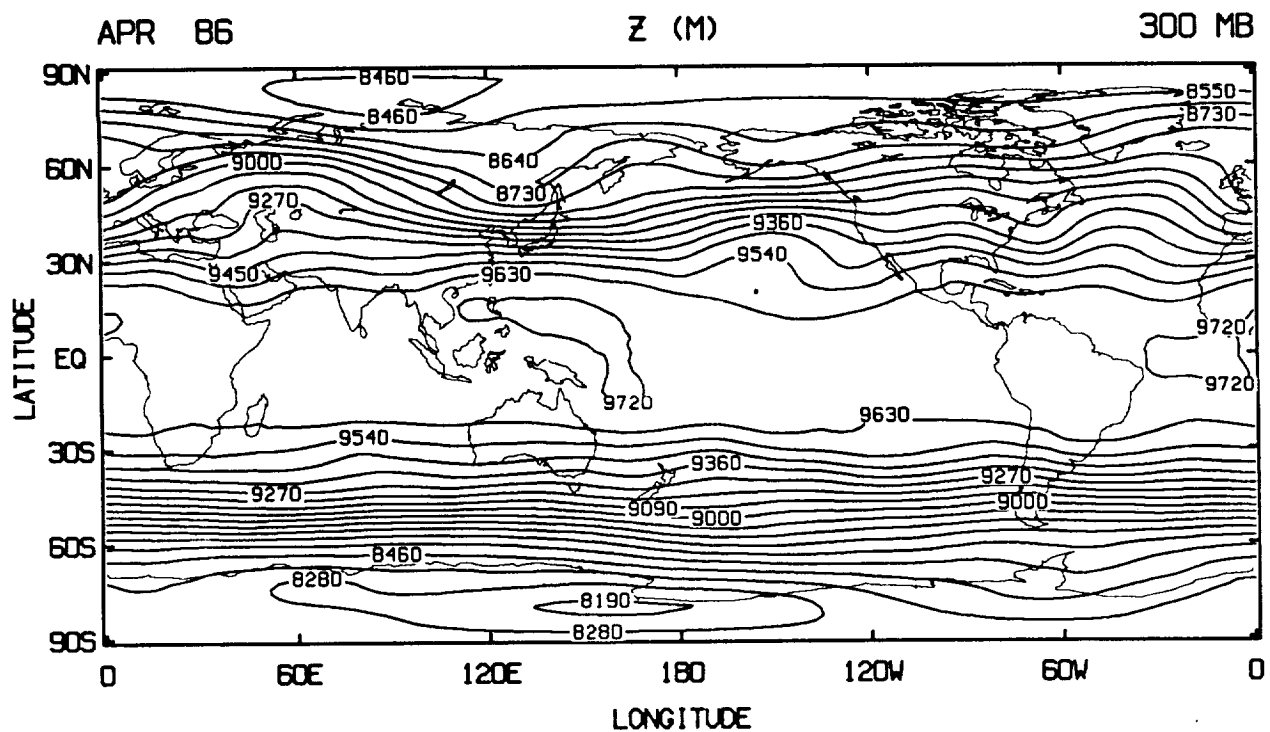 APR 86 Z (M) 300 MB
90N 8460 8550
8460 8730
9000 8640
60N
8730
9270 9360
9540
30N 9450 9630
9720
EQ
9720 9720
9630
9540
30S 9360 9270
9270 9090 9000 9000
60S 8460
8280 8190
90S 8280
0 60E 120E 180 120W 60W 0
LATITUDE
LONGITUDE